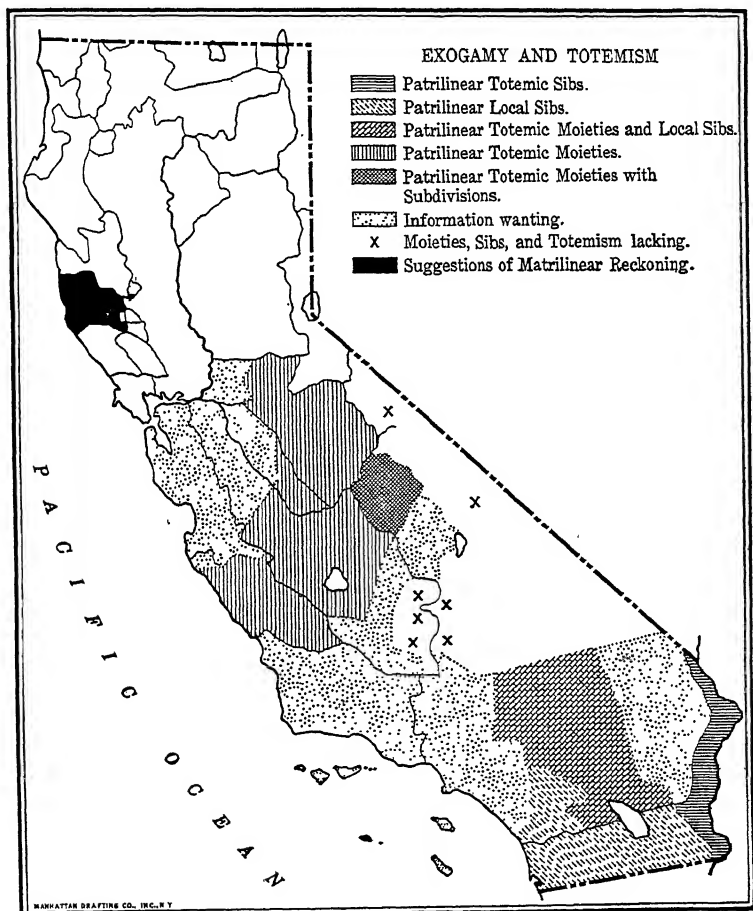 EXOGAMY AND TOTEMISM
Patrilinear Totemic Sibs.
Patrilinear Local Sibs.
Patrilinear Totemic Moieties and Local Sibs.
Patrilinear Totemic Moieties.
Patrilinear Totemic Moieties with
Subdivisions.
Information wanting.
x Moieties, Sibs, and Totemism lacking.
Suggestions of Matrilinear Reckoning.
x
x
x
x
x
x
x
PACIFIC OCEAN
MANHATTAN DRAFTING CO., INC., N Y